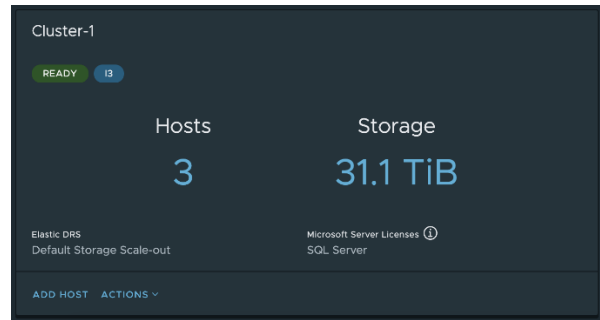 Cluster-1
READY I3
Hosts Storage
3 31.1 TiB
Elastic DRS Microsoft Server Licenses
Default Storage Scale-out SQL Server
ADD HOST ACTIONS